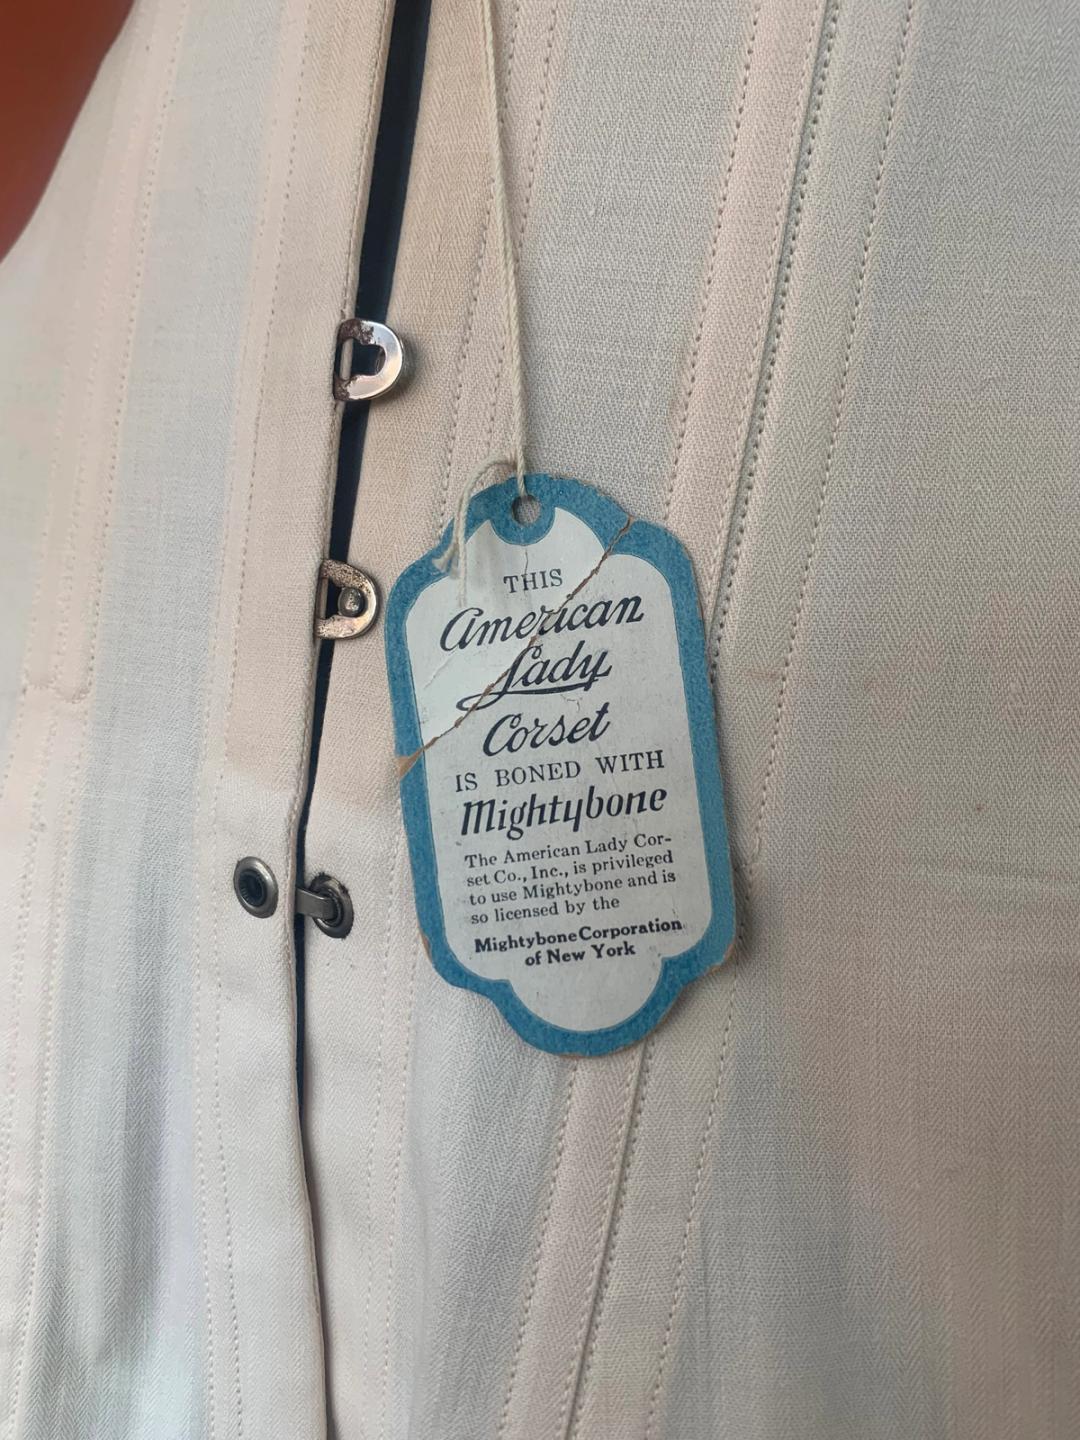 THIS
American
Lady
Corset
IS BONED WITH
Mightybone
The American Lady Cor-
set Co., Inc., is privileged
to use Mightybone and is
so licensed by the
Mightybone Corporation
of New York